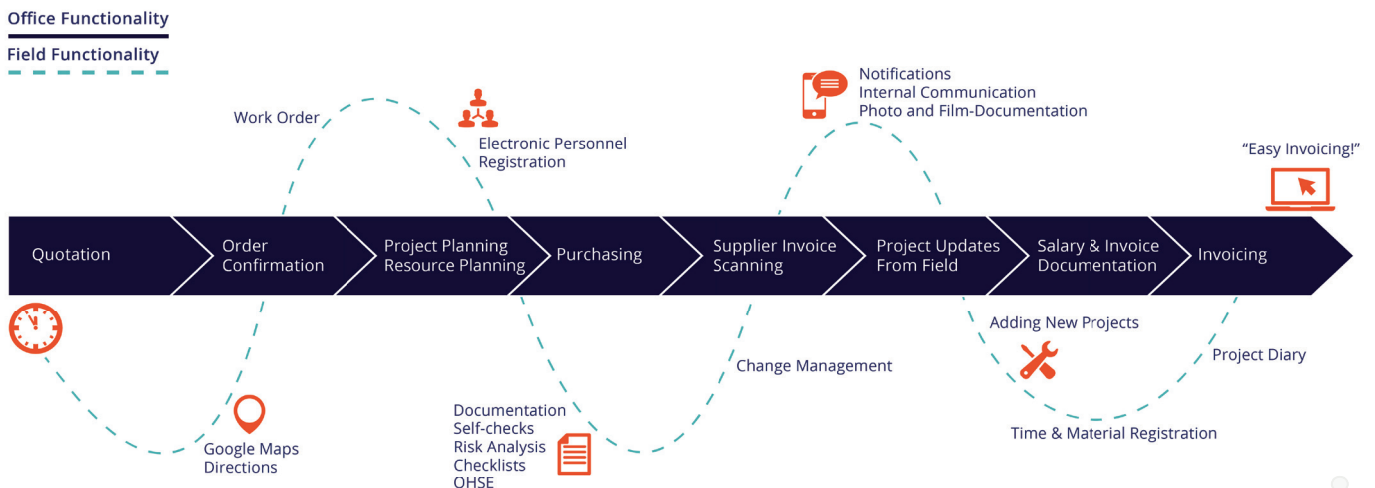 Office Functionality
Field Functionality
Work Order
Electronic Personnel
Registration
Notifications
Internal Communication
Photo and Film-Documentation
“Easy Invoicing!”
Quotation
Order
Confirmation
Project Planning
Resource Planning
Purchasing
Supplier Invoice
Scanning
Project Updates
From Field
Salary & Invoice
Documentation
Invoicing
Google Maps
Directions
Documentation
Self-checks
Risk Analysis
Checklists
OHSE
Change Management
Adding New Projects
Time & Material Registration
Project Diary